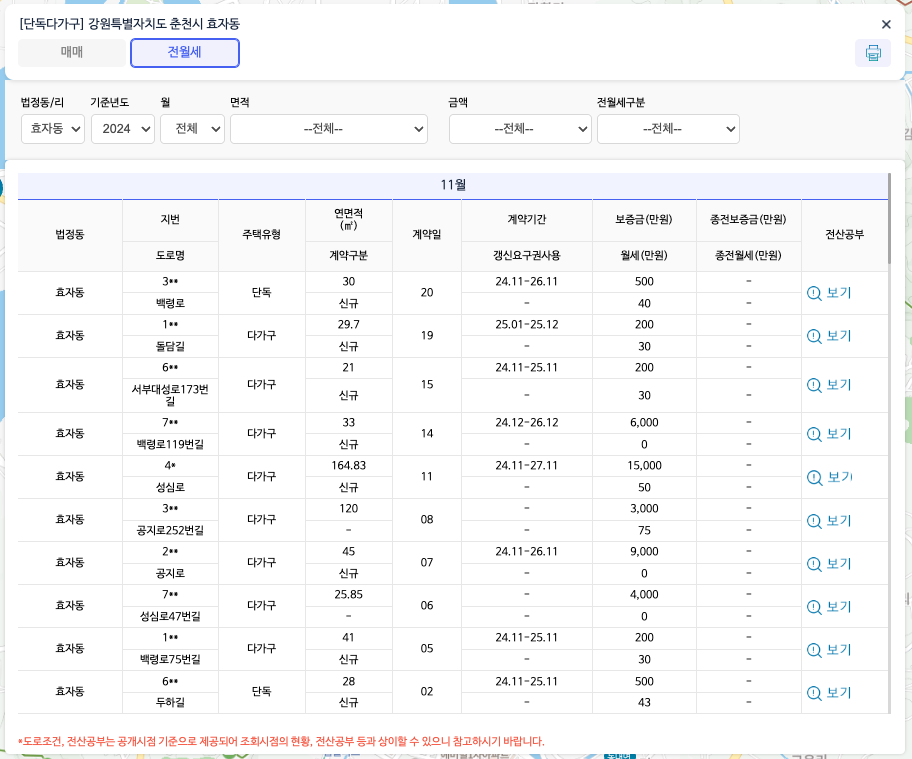 [단독다가구] 강원특별자치도 춘천시 효자동
매매 전월세
법정동/리 기준년도 월 면적 금액 전월세구분
효자동 2024 전체 --전체-- --전체-- --전체--
11월
법정동 지번 주택유형 연면적(㎡) 계약일 계약기간 보증금(만원) 종전보증금(만원) 전산공부
도로명 계약구분 갱신요구권사용 월세(만원) 종전월세(만원)
효자동 3** 단독 30 20 24.11~26.11 500 - 보기
백령로 신규 - 40 -
효자동 1** 다가구 29.7 19 25.01~25.12 200 - 보기
돌담길 신규 - 30 -
효자동 6** 다가구 21 15 24.11~25.11 200 - 보기
서부대성로173번길 신규 - 30 -
효자동 7** 다가구 33 14 24.12~26.12 6,000 - 보기
백령로119번길 신규 - 0 -
효자동 4* 다가구 164.83 11 24.11~27.11 15,000 - 보기
성심로 신규 - 50 -
효자동 3** 다가구 120 08 - 3,000 - 보기
공지로252번길 - - 75 -
효자동 2** 다가구 45 07 24.11~26.11 9,000 - 보기
공지로 신규 - 0 -
효자동 7** 다가구 25.85 06 - 4,000 - 보기
성심로47번길 - - 0 -
효자동 1** 다가구 41 05 24.11~25.11 200 - 보기
백령로75번길 신규 - 30 -
효자동 6** 단독 28 02 24.11~25.11 500 - 보기
두하길 신규 - 43 -
*도로조건, 전산공부는 공개시점 기준으로 제공되어 조회시점의 현황, 전산공부 등과 상이할 수 있으니 참고하시기 바랍니다.